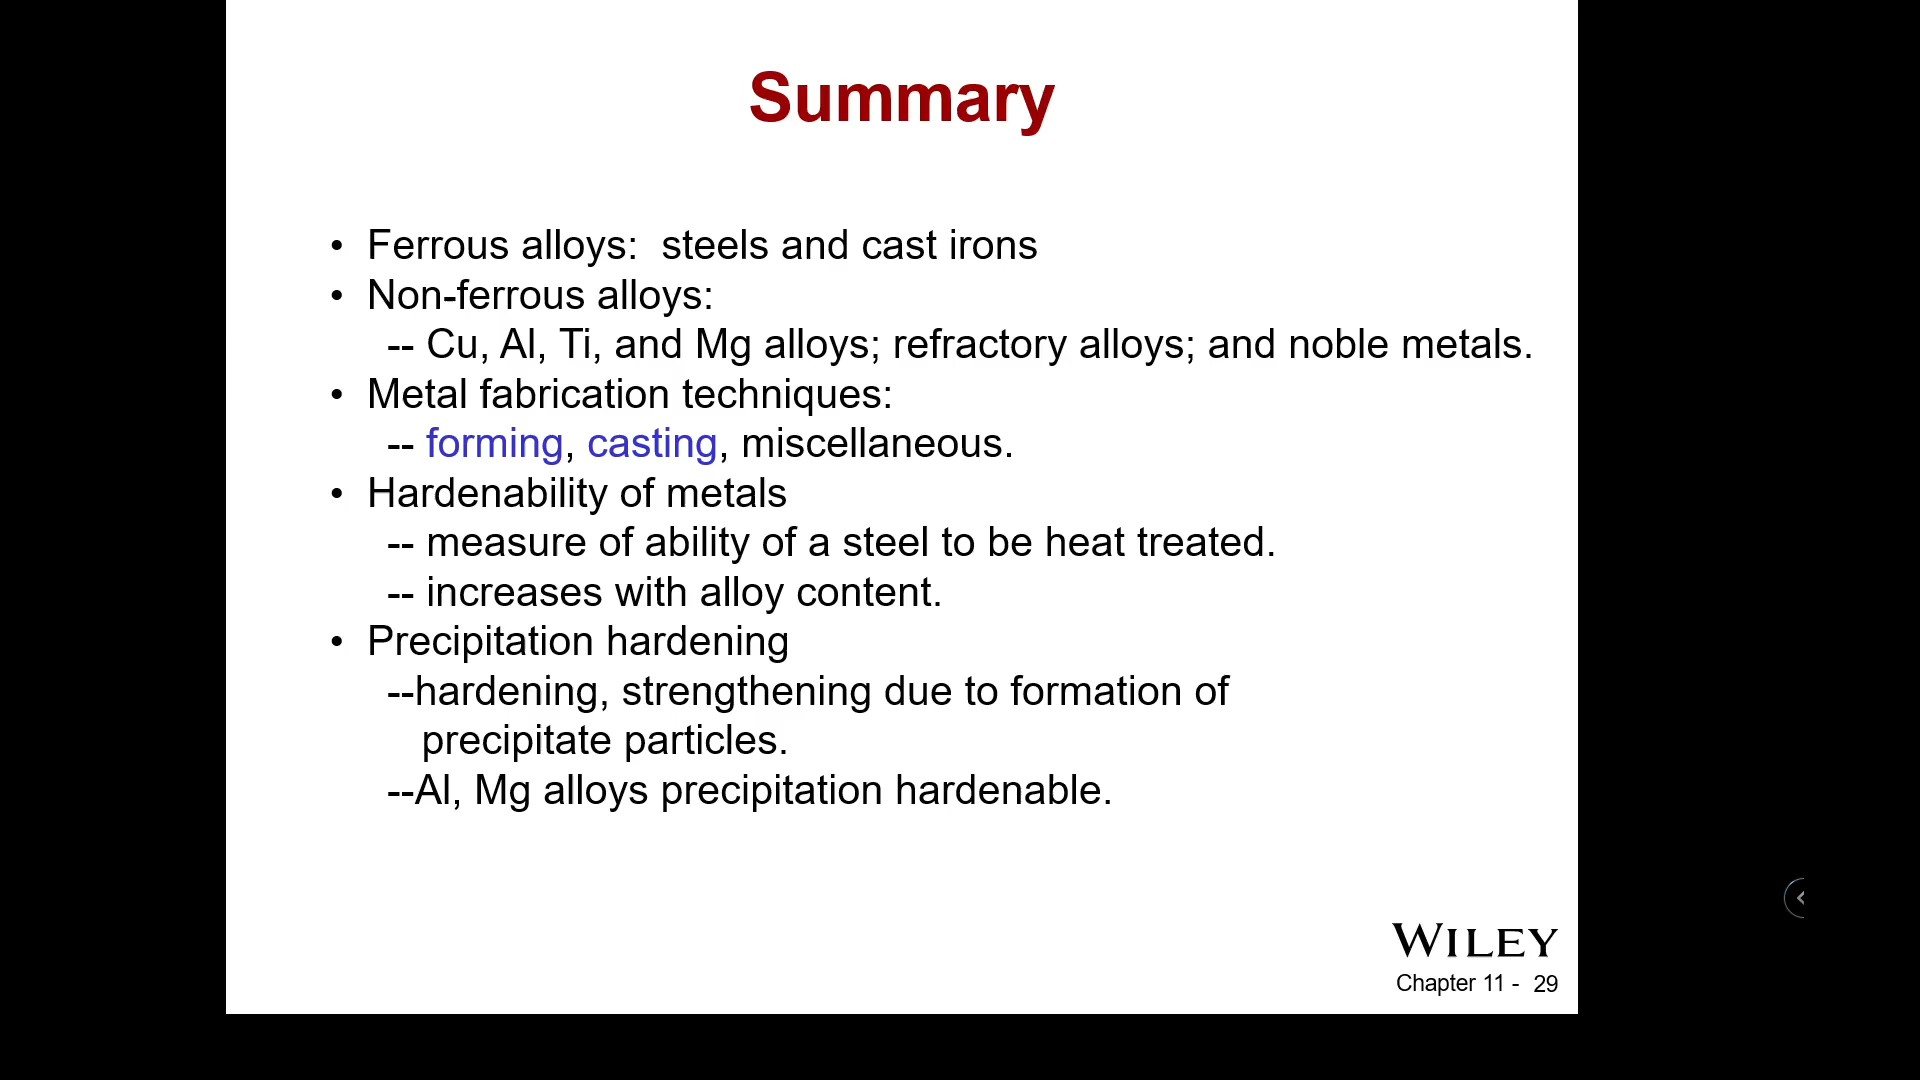 Summary
• Ferrous alloys:  steels and cast irons
• Non-ferrous alloys:
-- Cu, Al, Ti, and Mg alloys; refractory alloys; and noble metals.
• Metal fabrication techniques:
-- forming, casting, miscellaneous.
• Hardenability of metals
-- measure of ability of a steel to be heat treated.
-- increases with alloy content.
• Precipitation hardening
--hardening, strengthening due to formation of
precipitate particles.
--Al, Mg alloys precipitation hardenable.
WILEY
Chapter 11 -  29